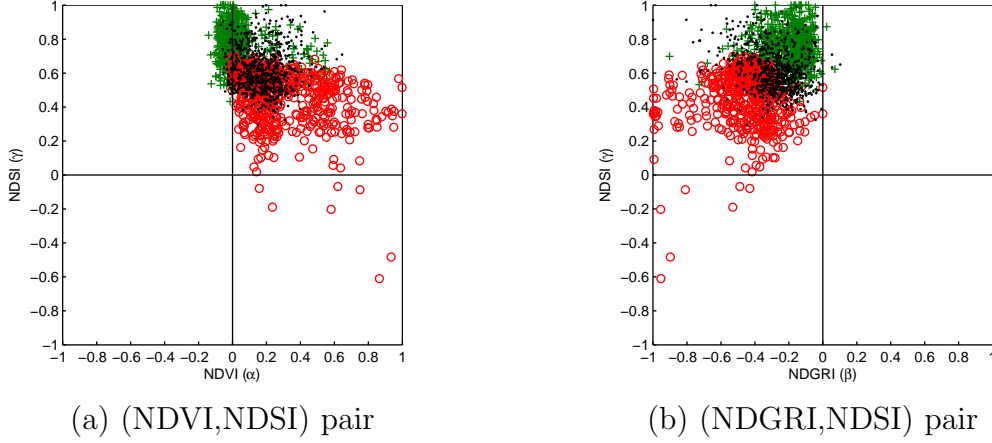 1
0.8
0.6
0.4
0.2
0
−0.2
−0.4
−0.6
−0.8
−1
−1 −0.8 −0.6 −0.4 −0.2 0 0.2 0.4 0.6 0.8 1
NDSI (γ)
NDVI (α)
(a) (NDVI,NDSI) pair
1
0.8
0.6
0.4
0.2
0
−0.2
−0.4
−0.6
−0.8
−1
−1 −0.8 −0.6 −0.4 −0.2 0 0.2 0.4 0.6 0.8 1
NDSI (γ)
NDGRI (β)
(b) (NDGRI,NDSI) pair